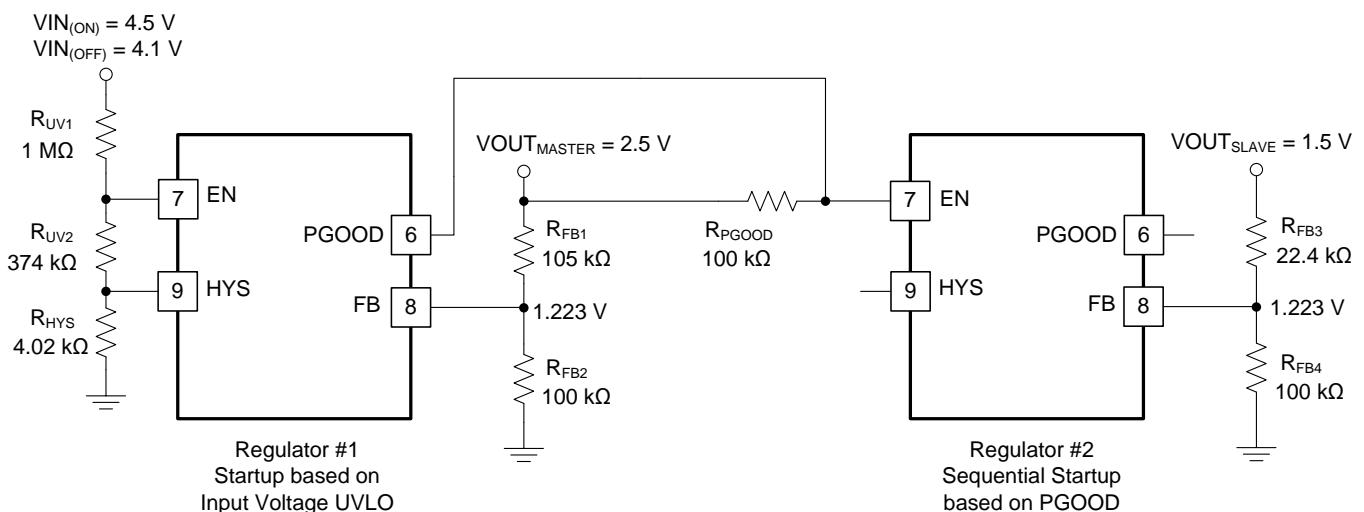 VIN(ON) = 4.5 V
VIN(OFF) = 4.1 V
RUV1
1 MΩ
7
EN
RUV2
374 kΩ
9
HYS
RHYS
4.02 kΩ
PGOOD
6
FB
8
Regulator #1
Startup based on
Input Voltage UVLO
VOUTMASTER = 2.5 V
RFB1
105 kΩ
1.223 V
RFB2
100 kΩ
RPGOOD
100 kΩ
7
EN
9
HYS
PGOOD
6
FB
8
Regulator #2
Sequential Startup
based on PGOOD
VOUTSLAVE = 1.5 V
RFB3
22.4 kΩ
1.223 V
RFB4
100 kΩ